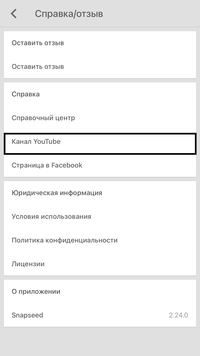 Справка/отзыв
Оставить отзыв
Оставить отзыв
Справка
Справочный центр
Канал YouTube
Страница в Facebook
Юридическая информация
Условия использования
Политика конфиденциальности
Лицензии
О приложении
Snapseed 2.24.0